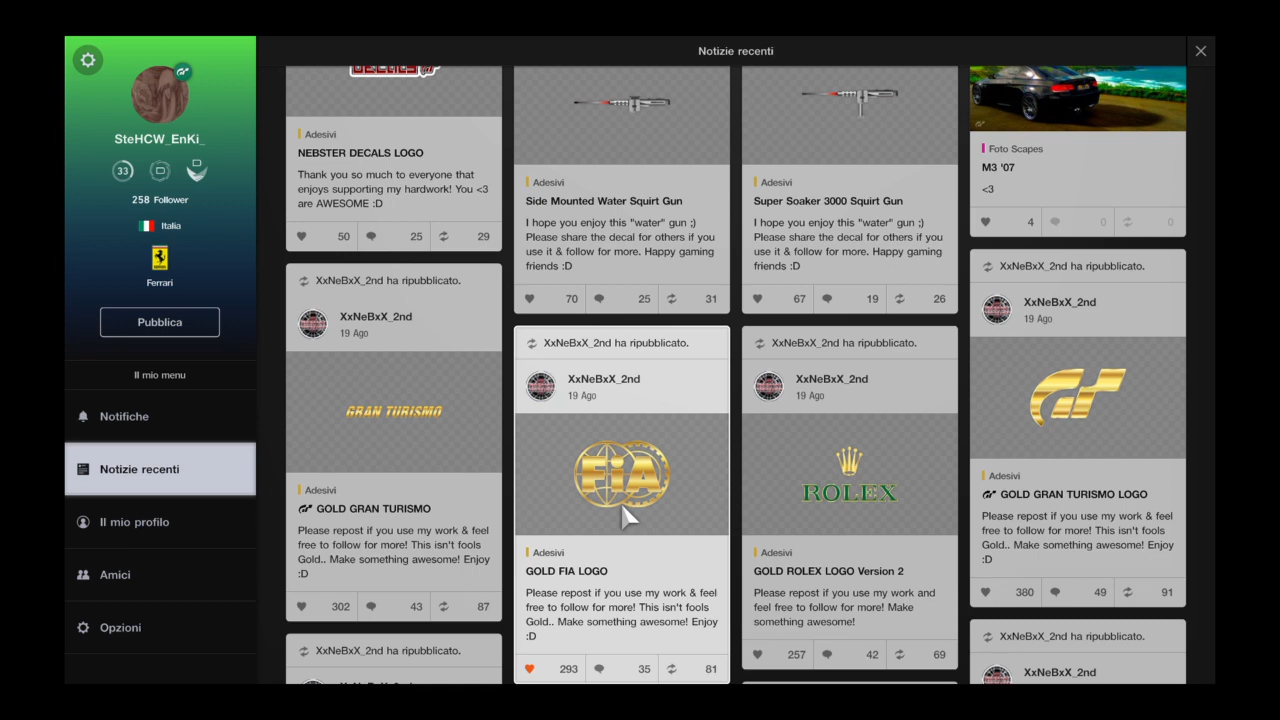 Notizie recenti
SteHCW_EnKi_
33
258 Follower
Italia
Ferrari
Pubblica
Il mio menu
Notifiche
Notizie recenti
Il mio profilo
Amici
Opzioni
DECALS
Adesivi
NEBSTER DECALS LOGO
Thank you so much to everyone that
enjoys supporting my hardwork! You <3
are AWESOME :D
50 25 29
XxNeBxX_2nd ha ripubblicato.
XxNeBxX_2nd
19 Ago
GRAN TURISMO
Adesivi
GOLD GRAN TURISMO
Please repost if you use my work & feel
free to follow for more! This isn't fools
Gold.. Make something awesome! Enjoy
:D
302 43 87
XxNeBxX_2nd ha ripubblicato.
Adesivi
Side Mounted Water Squirt Gun
I hope you enjoy this "water" gun ;)
Please share the decal for others if you
use it & follow for more. Happy gaming
friends :D
70 25 31
XxNeBxX_2nd ha ripubblicato.
XxNeBxX_2nd
19 Ago
FIA
Adesivi
GOLD FIA LOGO
Please repost if you use my work & feel
free to follow for more! This isn't fools
Gold.. Make something awesome! Enjoy
:D
293 35 81
Adesivi
Super Soaker 3000 Squirt Gun
I hope you enjoy this "water" gun ;)
Please share the decal for others if you
use it & follow for more. Happy gaming
friends :D
67 19 26
XxNeBxX_2nd ha ripubblicato.
XxNeBxX_2nd
19 Ago
ROLEX
Adesivi
GOLD ROLEX LOGO Version 2
Please repost if you use my work and
feel free to follow for more! Make
something awesome!
257 42 69
Foto Scapes
M3 '07
<3
4 0 0
XxNeBxX_2nd ha ripubblicato.
XxNeBxX_2nd
19 Ago
GT
Adesivi
GOLD GRAN TURISMO LOGO
Please repost if you use my work & feel
free to follow for more! This isn't fools
Gold.. Make something awesome! Enjoy
:D
380 49 91
XxNeBxX_2nd ha ripubblicato.
XxNeBxX_2nd